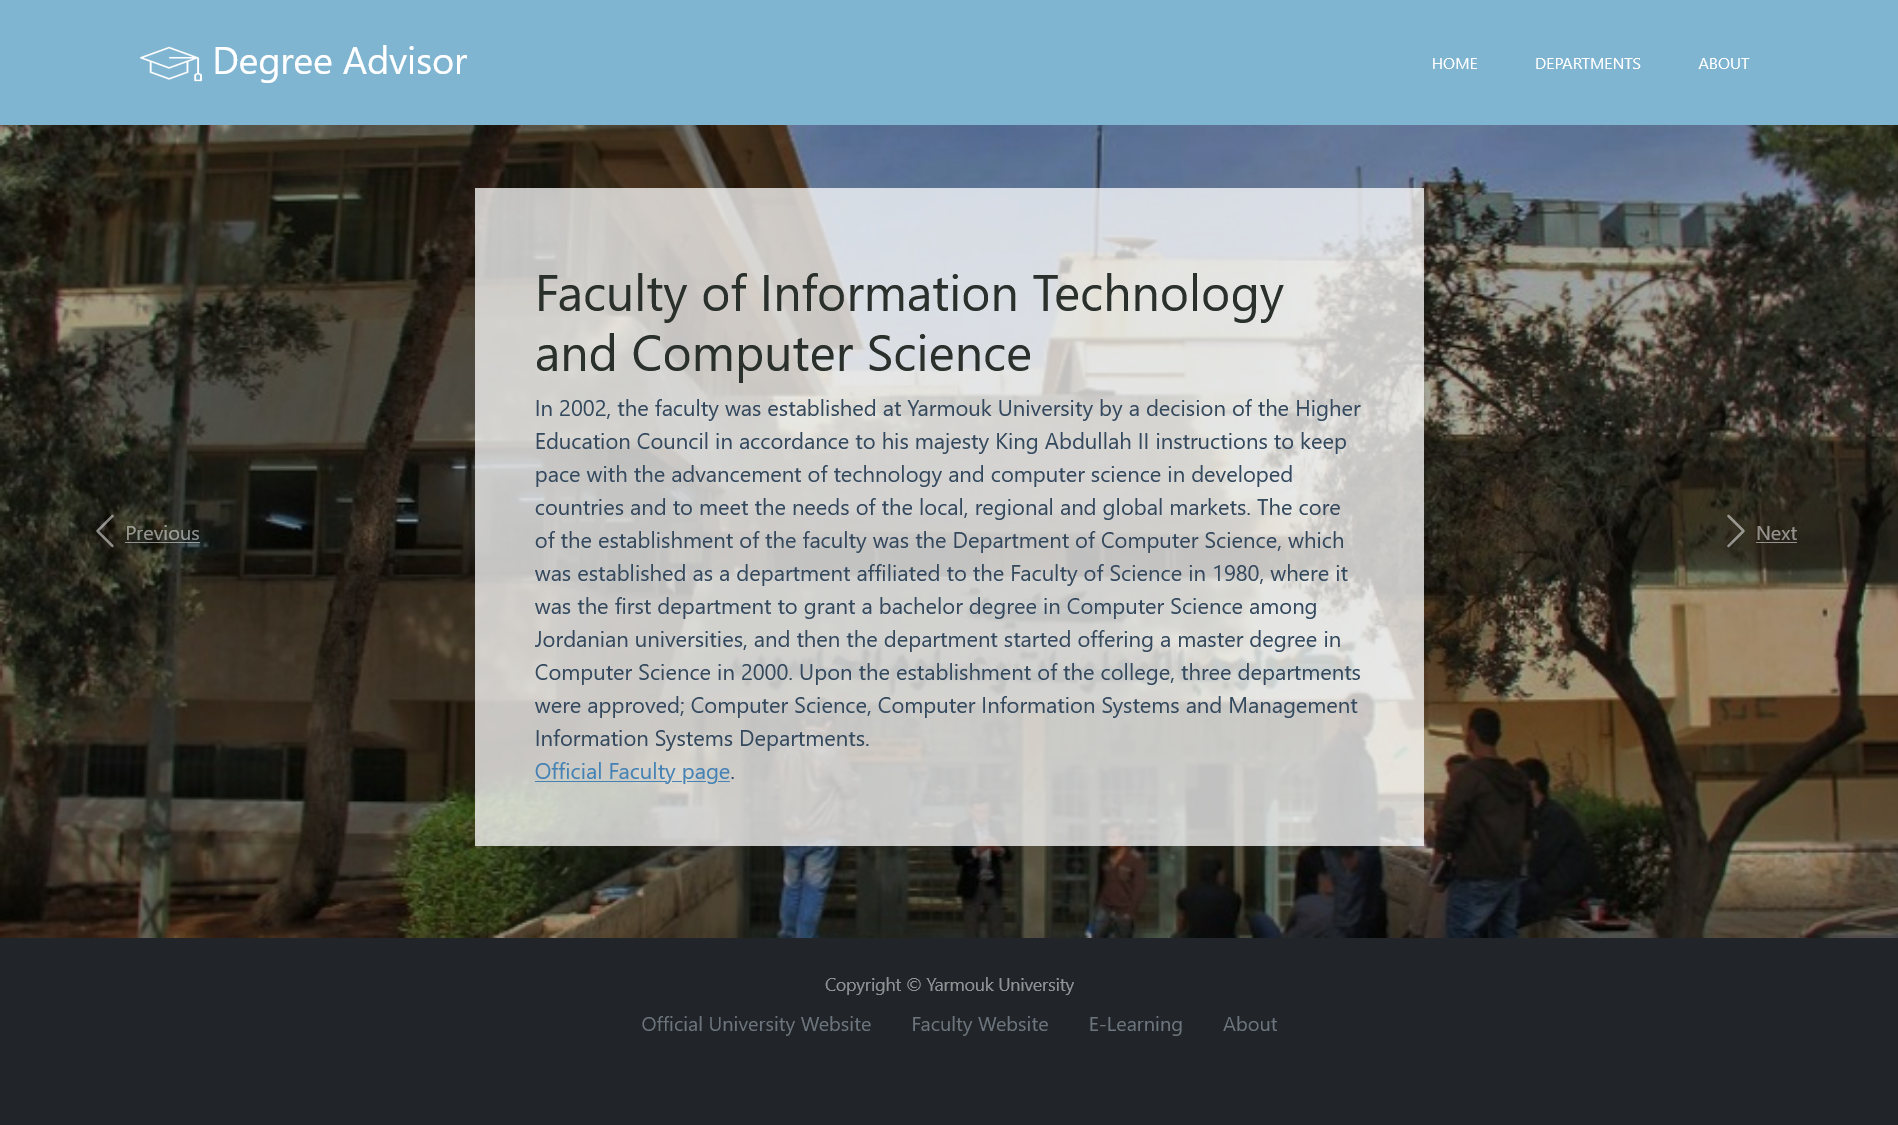 Degree Advisor
HOME
DEPARTMENTS
ABOUT
Faculty of Information Technology
and Computer Science
In 2002, the faculty was established at Yarmouk University by a decision of the Higher
Education Council in accordance to his majesty King Abdullah II instructions to keep
pace with the advancement of technology and computer science in developed
countries and to meet the needs of the local, regional and global markets. The core
of the establishment of the faculty was the Department of Computer Science, which
was established as a department affiliated to the Faculty of Science in 1980, where it
was the first department to grant a bachelor degree in Computer Science among
Jordanian universities, and then the department started offering a master degree in
Computer Science in 2000. Upon the establishment of the college, three departments
were approved; Computer Science, Computer Information Systems and Management
Information Systems Departments.
Official Faculty page.
Previous
Next
Copyright © Yarmouk University
Official University Website
Faculty Website
E-Learning
About